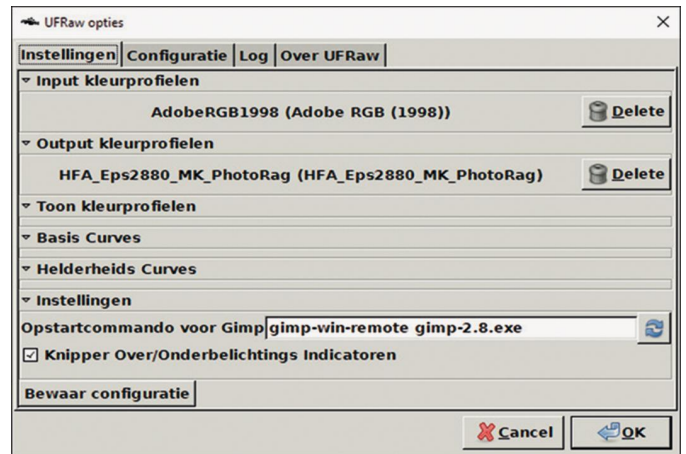 UFRaw opties
Instellingen Configuratie Log Over UFRaw
Input kleurprofielen
AdobeRGB1998 (Adobe RGB (1998)) Delete
Output kleurprofielen
HFA_Eps2880_MK_PhotoRag (HFA_Eps2880_MK_PhotoRag) Delete
Toon kleurprofielen
Basis Curves
Helderheids Curves
Instellingen
Opstartcommando voor Gimp gimp-win-remote gimp-2.8.exe
Knipper Over/Onderbelichtings Indicatoren
Bewaar configuratie
Cancel OK